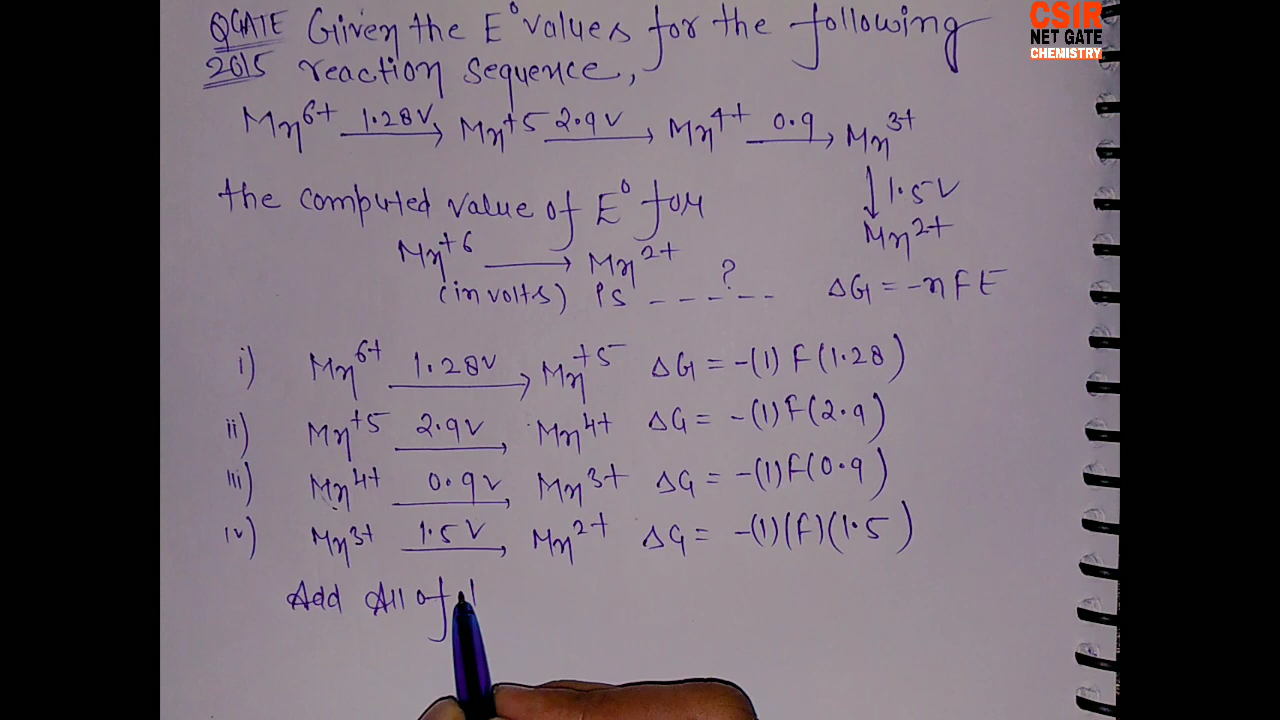 QGATE Given the E° values for the following
2015 reaction sequence,
CSIR
NET GATE
CHEMISTRY
Mn⁶⁺ 1.28V → Mn⁺⁵ 2.9V → Mn⁴⁺ 0.9 → Mn³⁺
↓ 1.5V
Mn²⁺
the computed value of E° for
Mn⁺⁶ → Mn²⁺
(in volts) is - - - - - - ? ΔG = -nFE
i) Mn⁶⁺ 1.28V → Mn⁺⁵ ΔG = -(1) F(1.28)
ii) Mn⁺⁵ 2.9V → Mn⁴⁺ ΔG = -(1)F(2.9)
iii) Mn⁴⁺ 0.9V → Mn³⁺ ΔG = -(1)F(0.9)
iv) Mn³⁺ 1.5V → Mn²⁺ ΔG = -(1)(F)(1.5)
Add All of